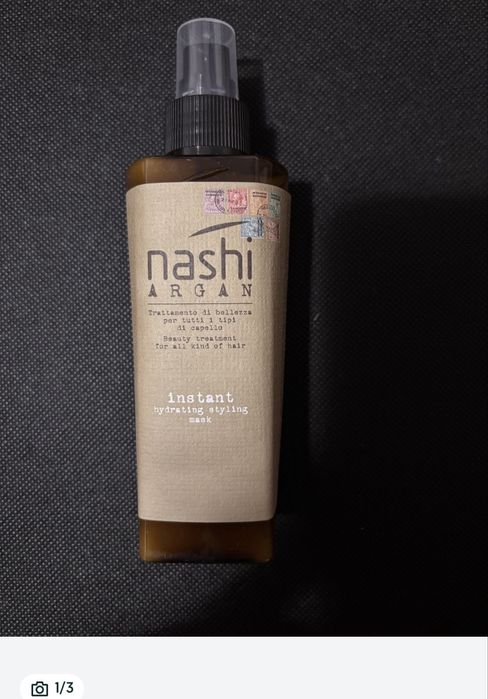 nashi
ARGAN
Trattamento di bellezza
per tutti i tipi
di capello
Beauty treatment
for all kind of hair
instant
hydrating styling
mask
1/3